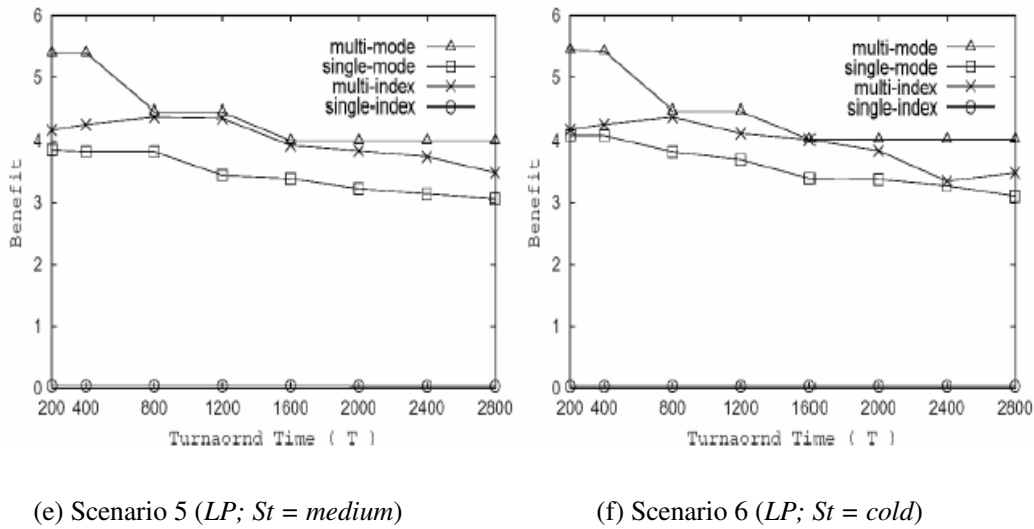 6
5
4
3
2
1
0
Benefit
multi-mode
single-mode
multi-index
single-index
200 400 800 1200 1600 2000 2400 2800
Turnaornd Time ( T )
(e) Scenario 5 (LP; St = medium)
6
5
4
3
2
1
0
Benefit
multi-mode
single-mode
multi-index
single-index
200 400 800 1200 1600 2000 2400 2800
Turnaornd Time ( T )
(f) Scenario 6 (LP; St = cold)